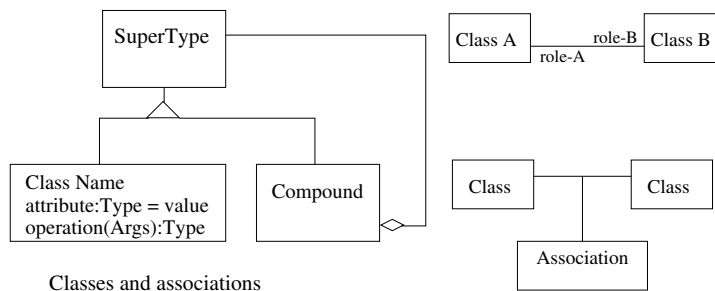 SuperType
Class A
role-B
Class B
role-A
Class Name
attribute:Type = value
operation(Args):Type
Compound
Class
Class
Association
Classes and associations